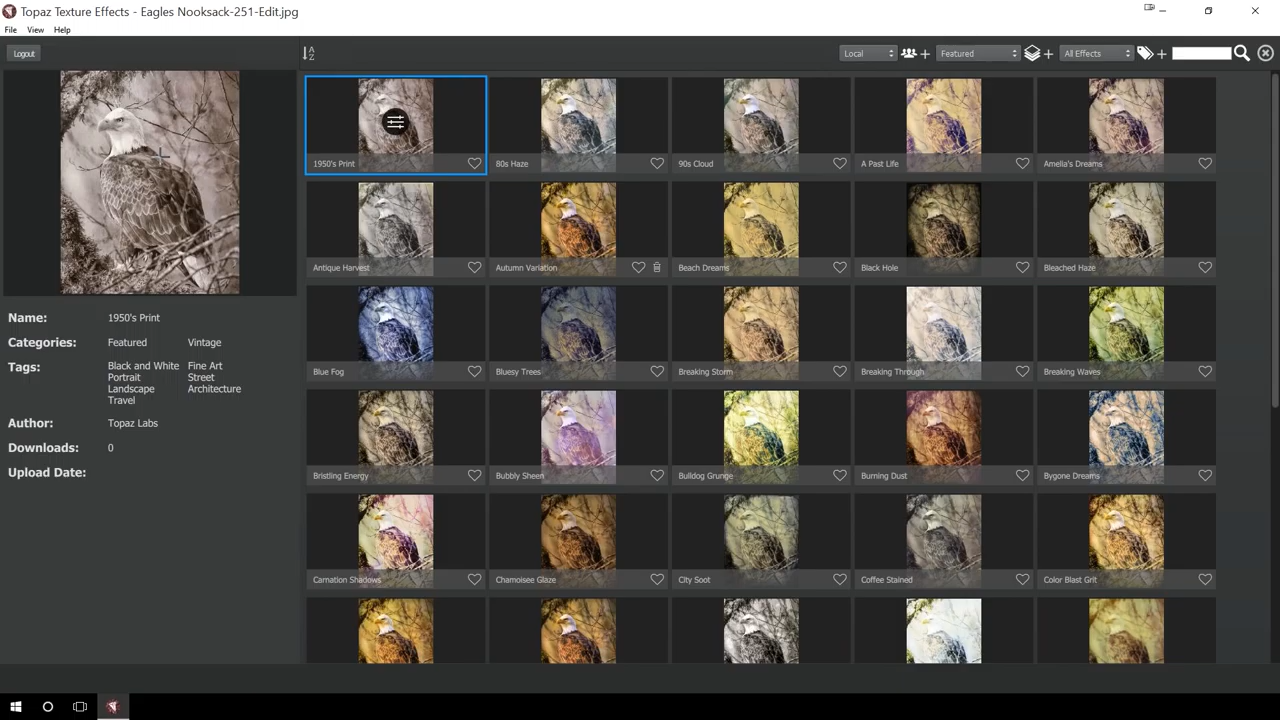 Topaz Texture Effects - Eagles Nooksack-251-Edit.jpg
File View Help
Logout
A
Z
Local
Featured
All Effects
1950's Print
80s Haze
90s Cloud
A Past Life
Amelia's Dreams
Antique Harvest
Autumn Variation
Beach Dreams
Black Hole
Bleached Haze
Name: 1950's Print
Categories: Featured Vintage
Tags: Black and White Fine Art
Portrait Street
Landscape Architecture
Travel
Author: Topaz Labs
Downloads: 0
Upload Date:
Blue Fog
Bluesy Trees
Breaking Storm
Breaking Through
Breaking Waves
Bristling Energy
Bubbly Sheen
Bulldog Grunge
Burning Dust
Bygone Dreams
Carnation Shadows
Chamoisee Glaze
City Soot
Coffee Stained
Color Blast Grit